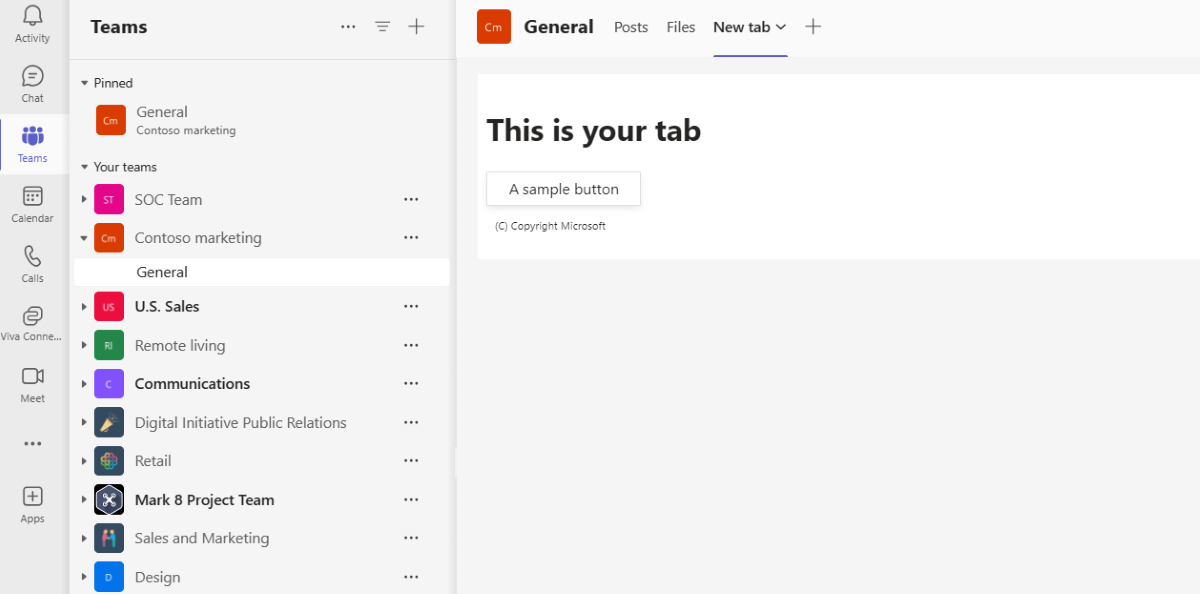 Activity
Chat
Teams
Calendar
Calls
Viva Conne...
Meet
Apps
Teams
Pinned
Cm
General
Contoso marketing
Your teams
ST SOC Team
Cm Contoso marketing
General
US U.S. Sales
Rl Remote living
C Communications
Digital Initiative Public Relations
Retail
Mark 8 Project Team
Sales and Marketing
D Design
Cm General Posts Files New tab
This is your tab
A sample button
(C) Copyright Microsoft